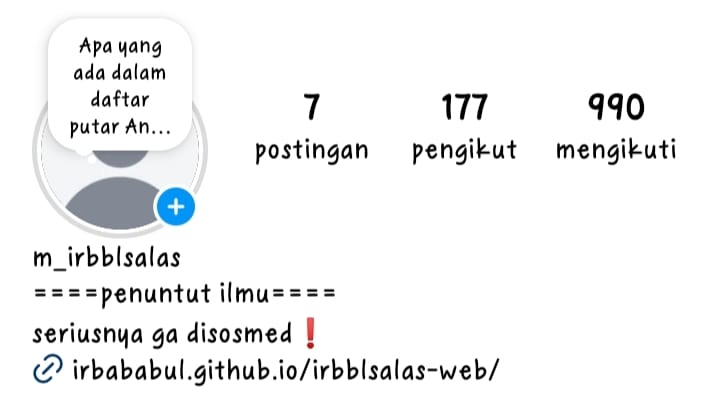 Apa yang
ada dalam
daftar
putar An...
7 177 990
postingan pengikut mengikuti
m_irbblsalas
====penuntut ilmu====
seriusnya ga disosmed❗
irbababul.github.io/irbblsalas-web/